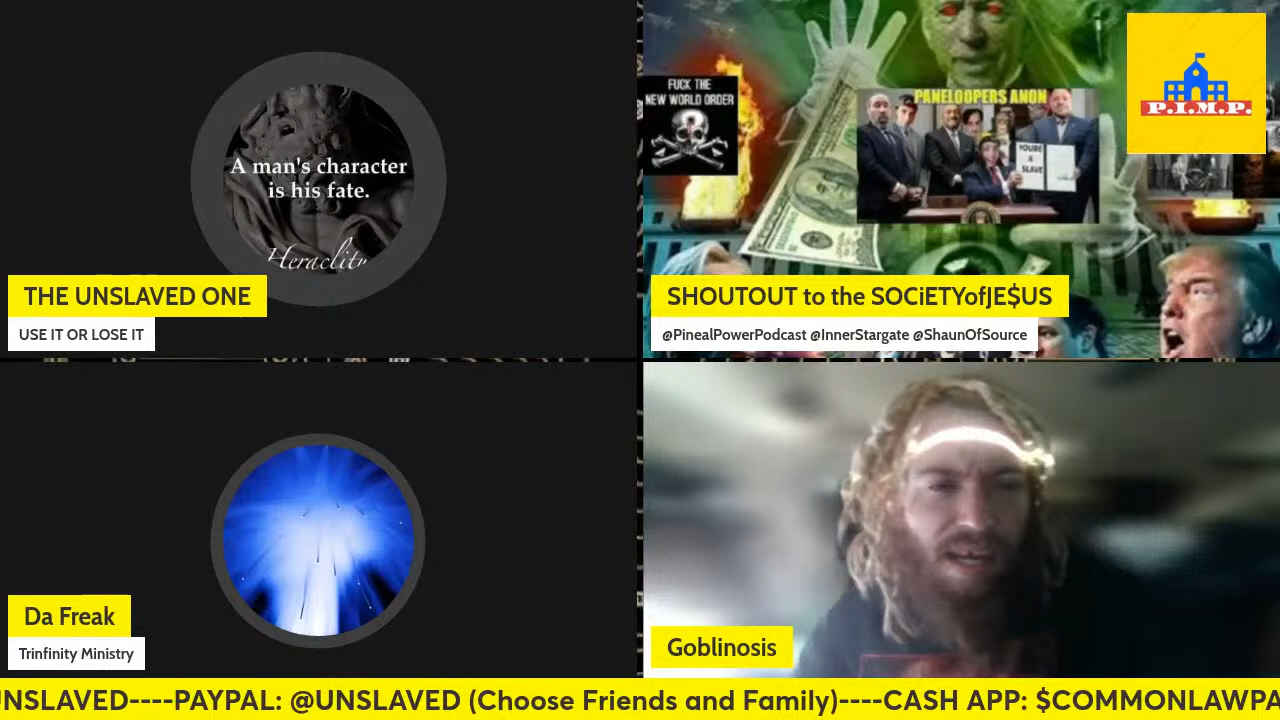 A man's character
is his fate.
Heraclitv
THE UNSLAVED ONE
USE IT OR LOSE IT
FUCK THE
NEW WORLD ORDER
PANELOOPERS ANON
YOU'RE
A
SLAVE
P.I.M.P.
SHOUTOUT to the SOCiETYofJE$US
@PinealPowerPodcast @InnerStargate @ShaunOfSource
Da Freak
Trinfinity Ministry
Goblinosis
NSLAVED----PAYPAL: @UNSLAVED (Choose Friends and Family)----CASH APP: $COMMONLAWPA